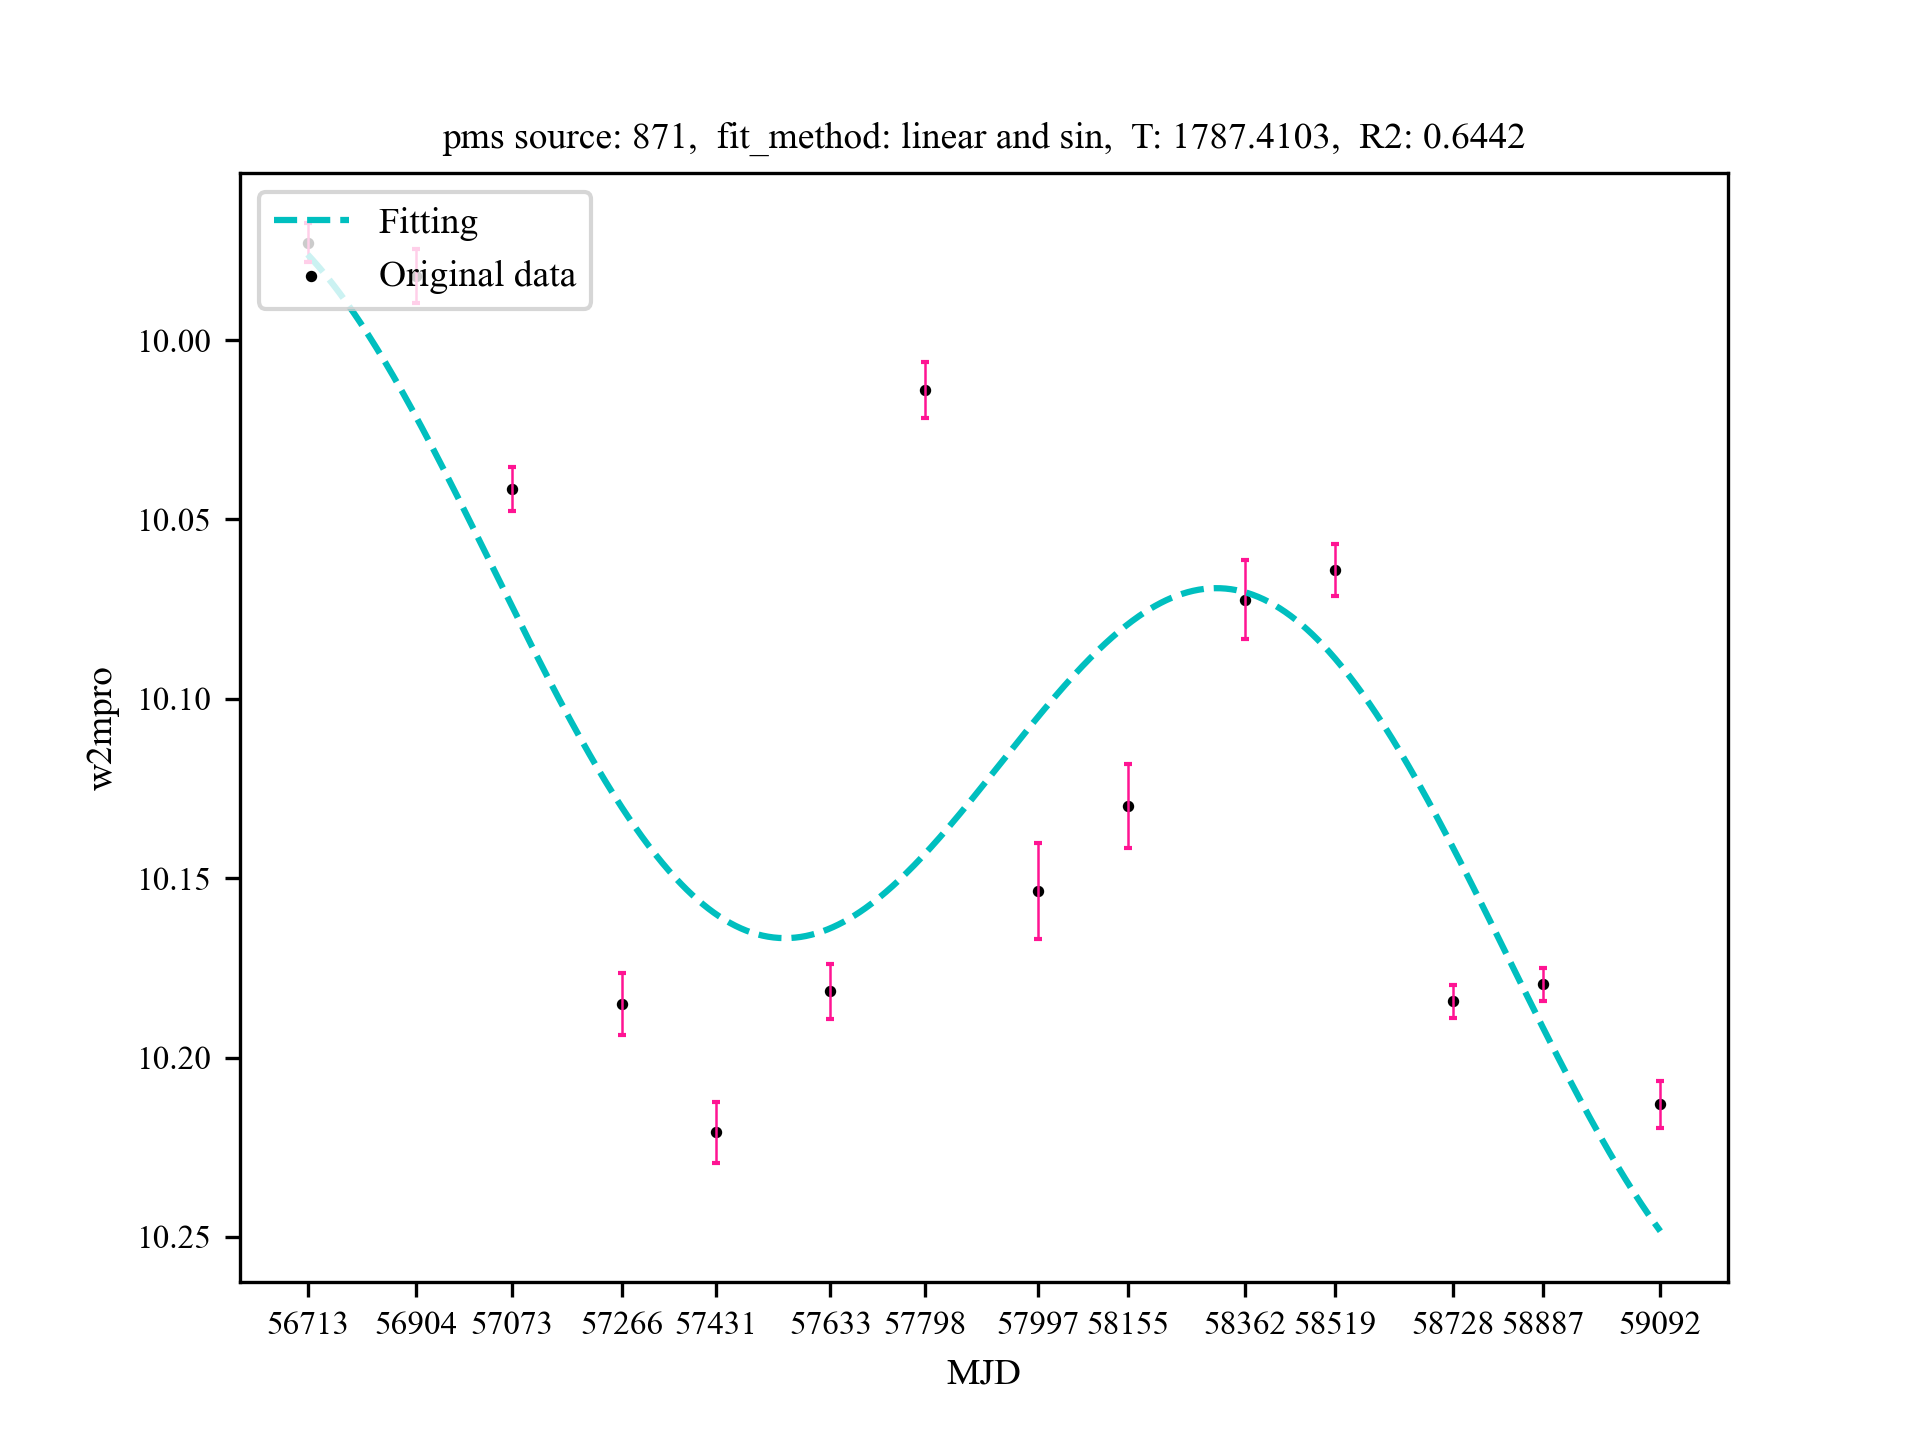 pms source: 871, fit_method: linear and sin, T: 1787.4103, R2: 0.6442
Fitting
Original data
10.00
10.05
10.10
10.15
10.20
10.25
w2mpro
56713 56904 57073 57266 57431 57633 57798 57997 58155 58362 58519 58728 58887 59092
MJD